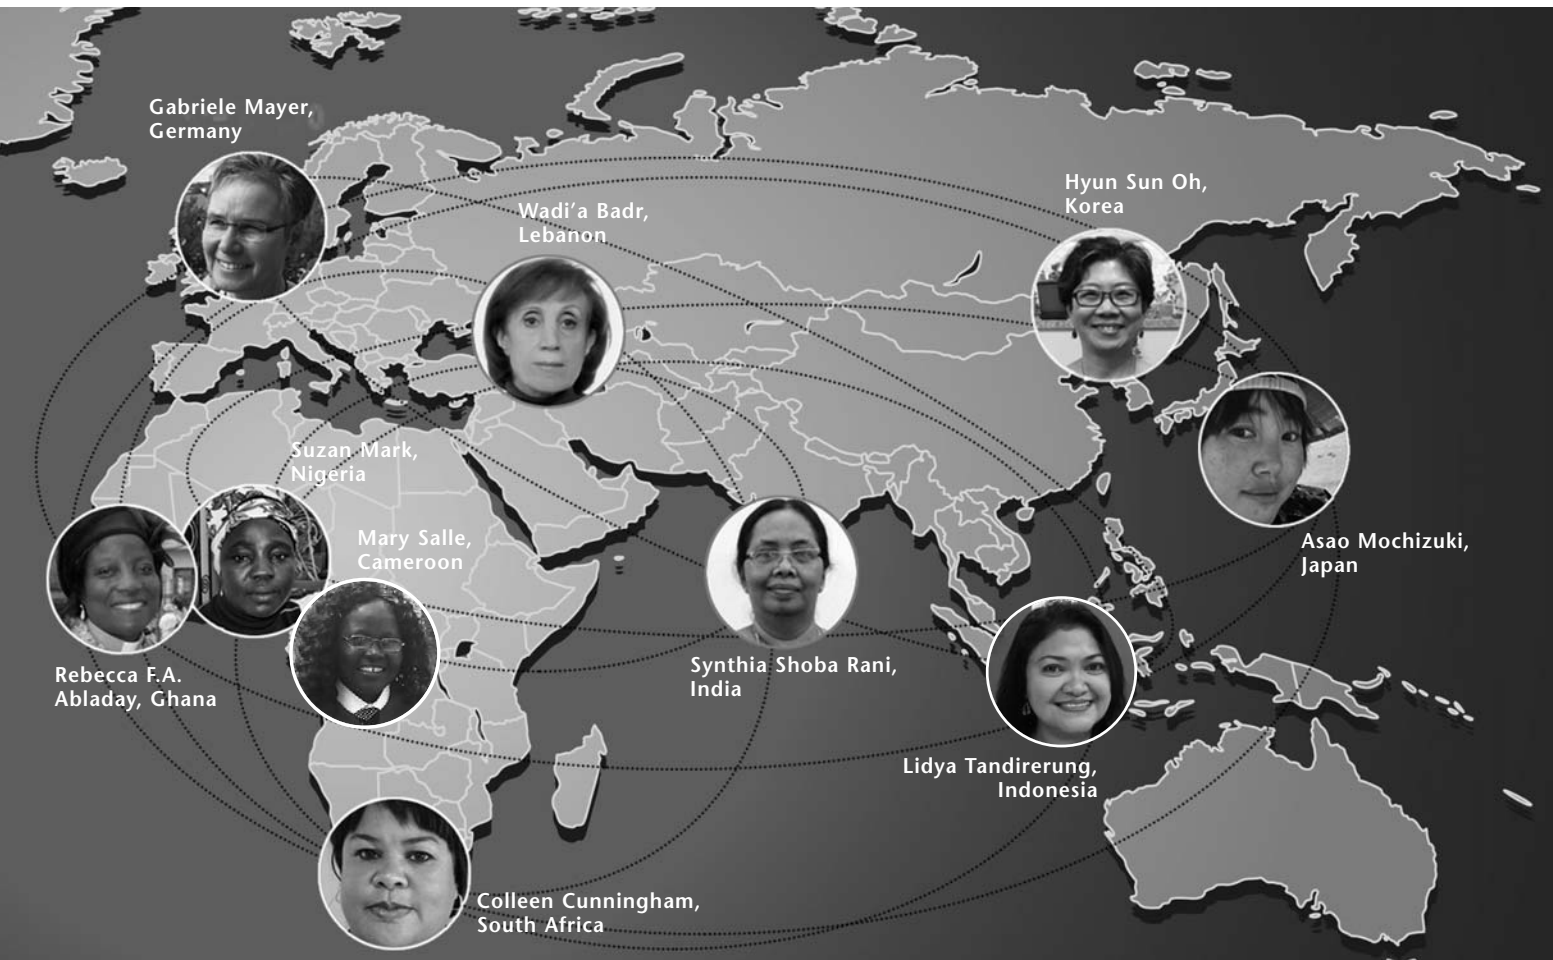 Gabriele Mayer,
Germany
Wadi’a Badr,
Lebanon
Hyun Sun Oh,
Korea
Suzan Mark,
Nigeria
Mary Salle,
Cameroon
Asao Mochizuki,
Japan
Rebecca F.A.
Abladay, Ghana
Synthia Shoba Rani,
India
Lidya Tandirerung,
Indonesia
Colleen Cunningham,
South Africa